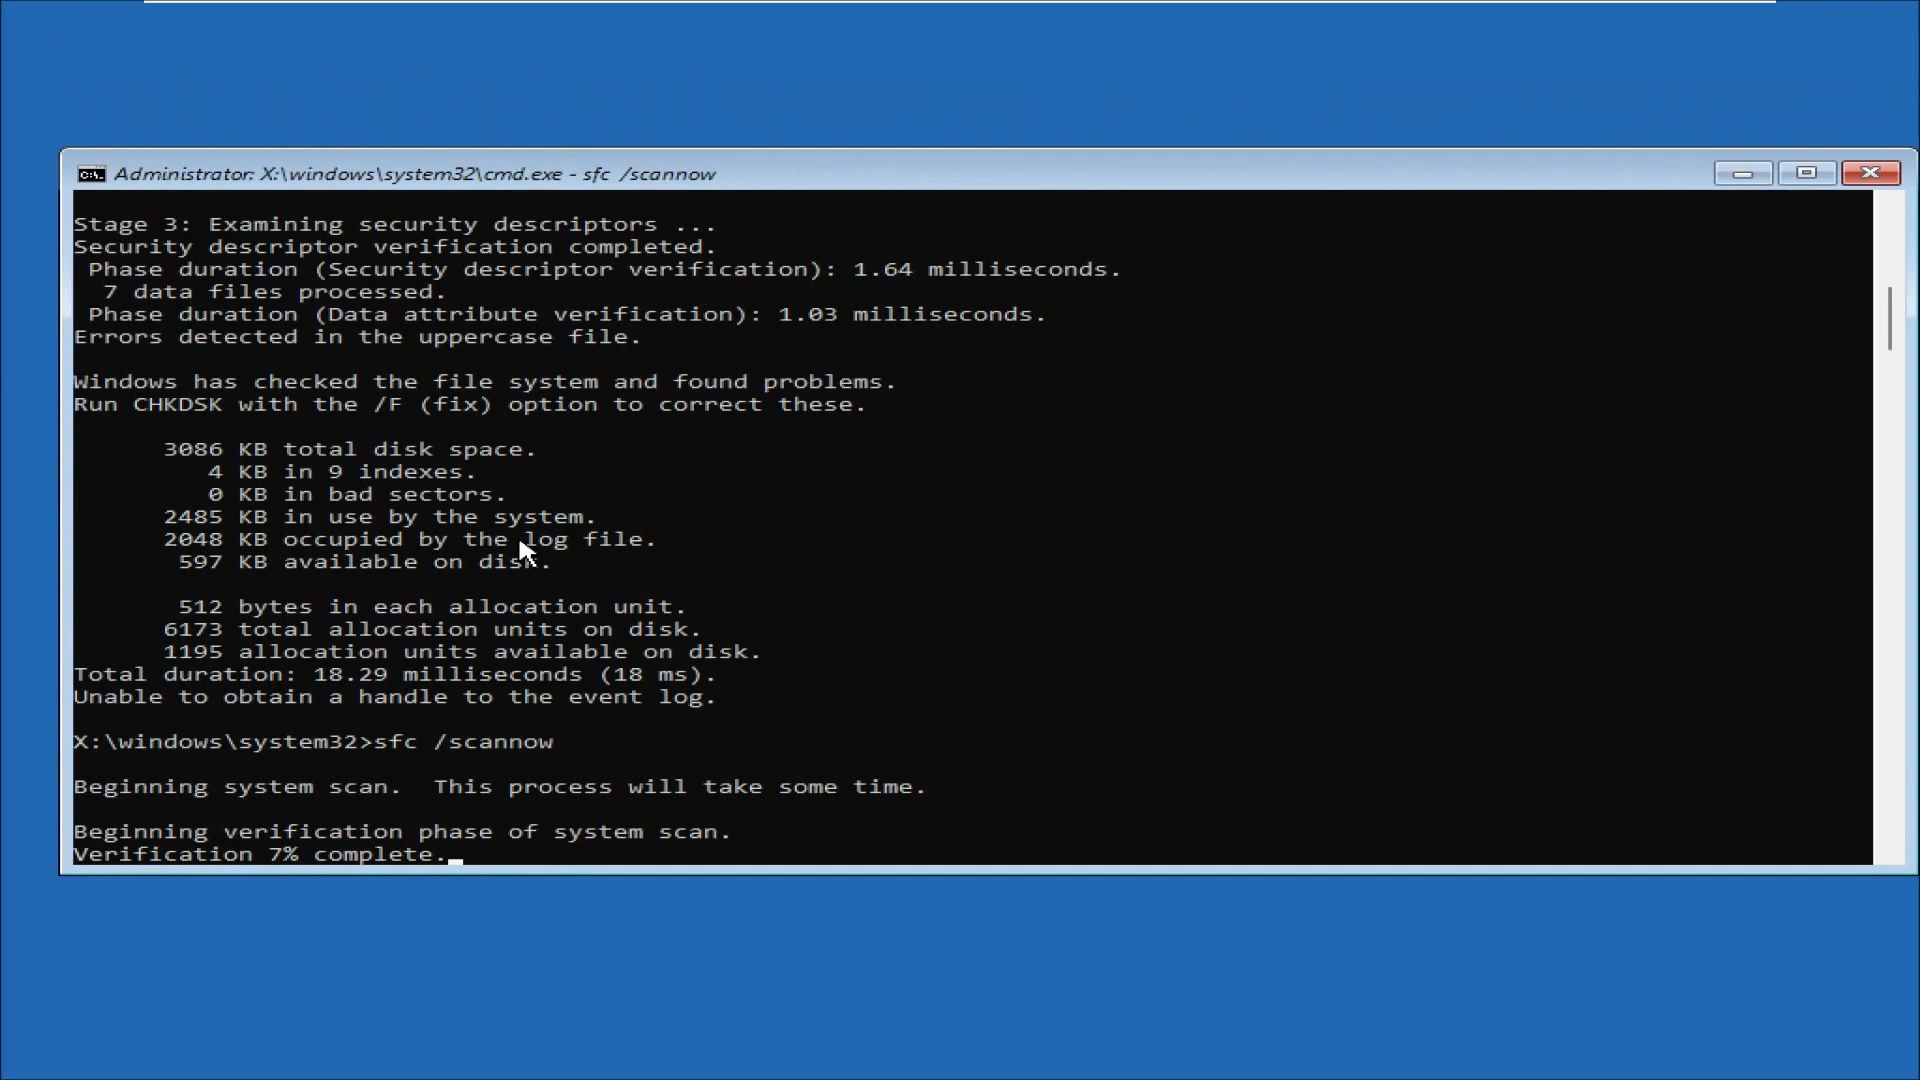 Administrator: X:\windows\system32\cmd.exe - sfc /scannow
Stage 3: Examining security descriptors ...
Security descriptor verification completed.
Phase duration (Security descriptor verification): 1.64 milliseconds.
7 data files processed.
Phase duration (Data attribute verification): 1.03 milliseconds.
Errors detected in the uppercase file.
Windows has checked the file system and found problems.
Run CHKDSK with the /F (fix) option to correct these.
3086 KB total disk space.
4 KB in 9 indexes.
0 KB in bad sectors.
2485 KB in use by the system.
2048 KB occupied by the log file.
597 KB available on disk.
512 bytes in each allocation unit.
6173 total allocation units on disk.
1195 allocation units available on disk.
Total duration: 18.29 milliseconds (18 ms).
Unable to obtain a handle to the event log.
X:\windows\system32>sfc /scannow
Beginning system scan.  This process will take some time.
Beginning verification phase of system scan.
Verification 7% complete.